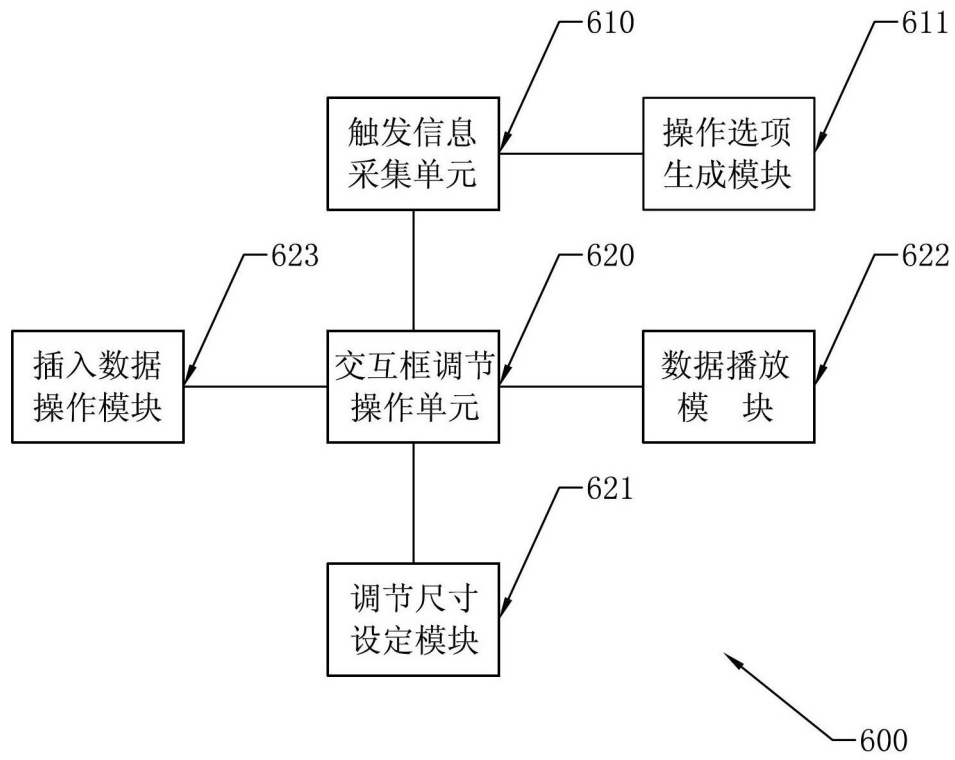 610
611
触发信息
采集单元
操作选项
生成模块
623
620
622
插入数据
操作模块
交互框调节
操作单元
数据播放
模 块
621
调节尺寸
设定模块
600